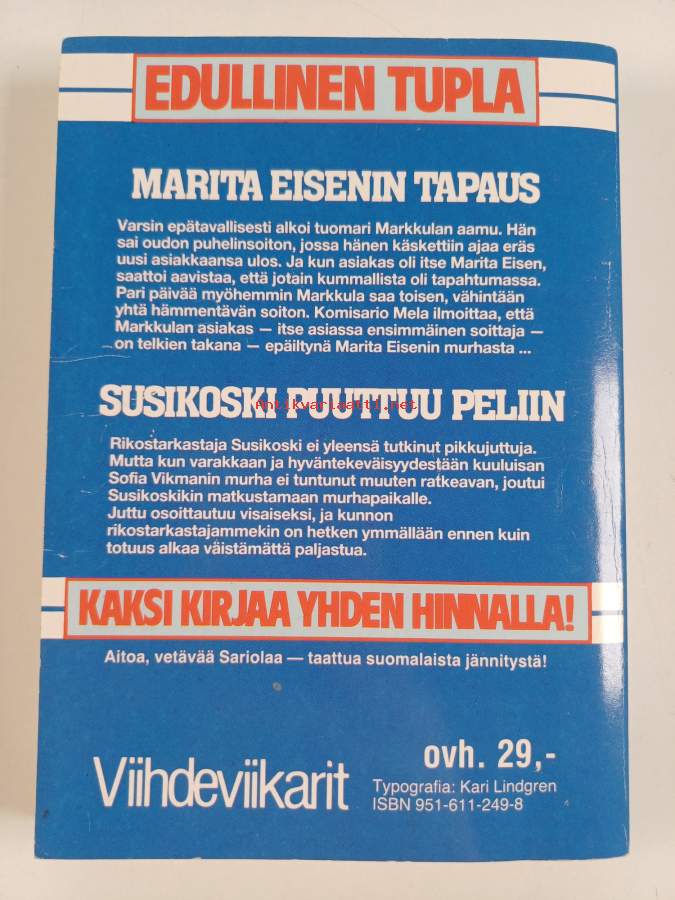 EDULLINEN TUPLA
MARITA EISENIN TAPAUS
Varsin epätavallisesti alkoi tuomari Markkulan aamu. Hän
sai oudon puhelinsoiton, jossa hänen käskettiin ajaa eräs
uusi asiakkaansa ulos. Ja kun asiakas oli itse Marita Eisen,
saattoi aavistaa, että jotain kummallista oli tapahtumassa.
Pari päivää myöhemmin Markkula saa toisen, vähintään
yhtä hämmentävän soiton. Komisario Mela ilmoittaa, että
Markkulan asiakas — itse asiassa ensimmäinen soittaja —
on telkien takana — epäiltynä Marita Eisenin murhasta ...
SUSIKOSKI PUUTTUU PELIIN
Antikvariaatti.net
Rikostarkastaja Susikoski ei yleensä tutkinut pikkujuttuja.
Mutta kun varakkaan ja hyväntekeväisyydestään kuuluisan
Sofia Vikmanin murha ei tuntunut muuten ratkeavan, joutui
Susikoskikin matkustamaan murhapaikalle.
Juttu osoittautuu visaiseksi, ja kunnon
rikostarkastajammekin on hetken ymmällään ennen kuin
totuus alkaa väistämättä paljastua.
KAKSI KIRJAA YHDEN HINNALLA!
Aitoa, vetävää Sariolaa — taattua suomalaista jännitystä!
Viihdeviikarit
ovh. 29,-
Typografia: Kari Lindgren
ISBN 951-611-249-8